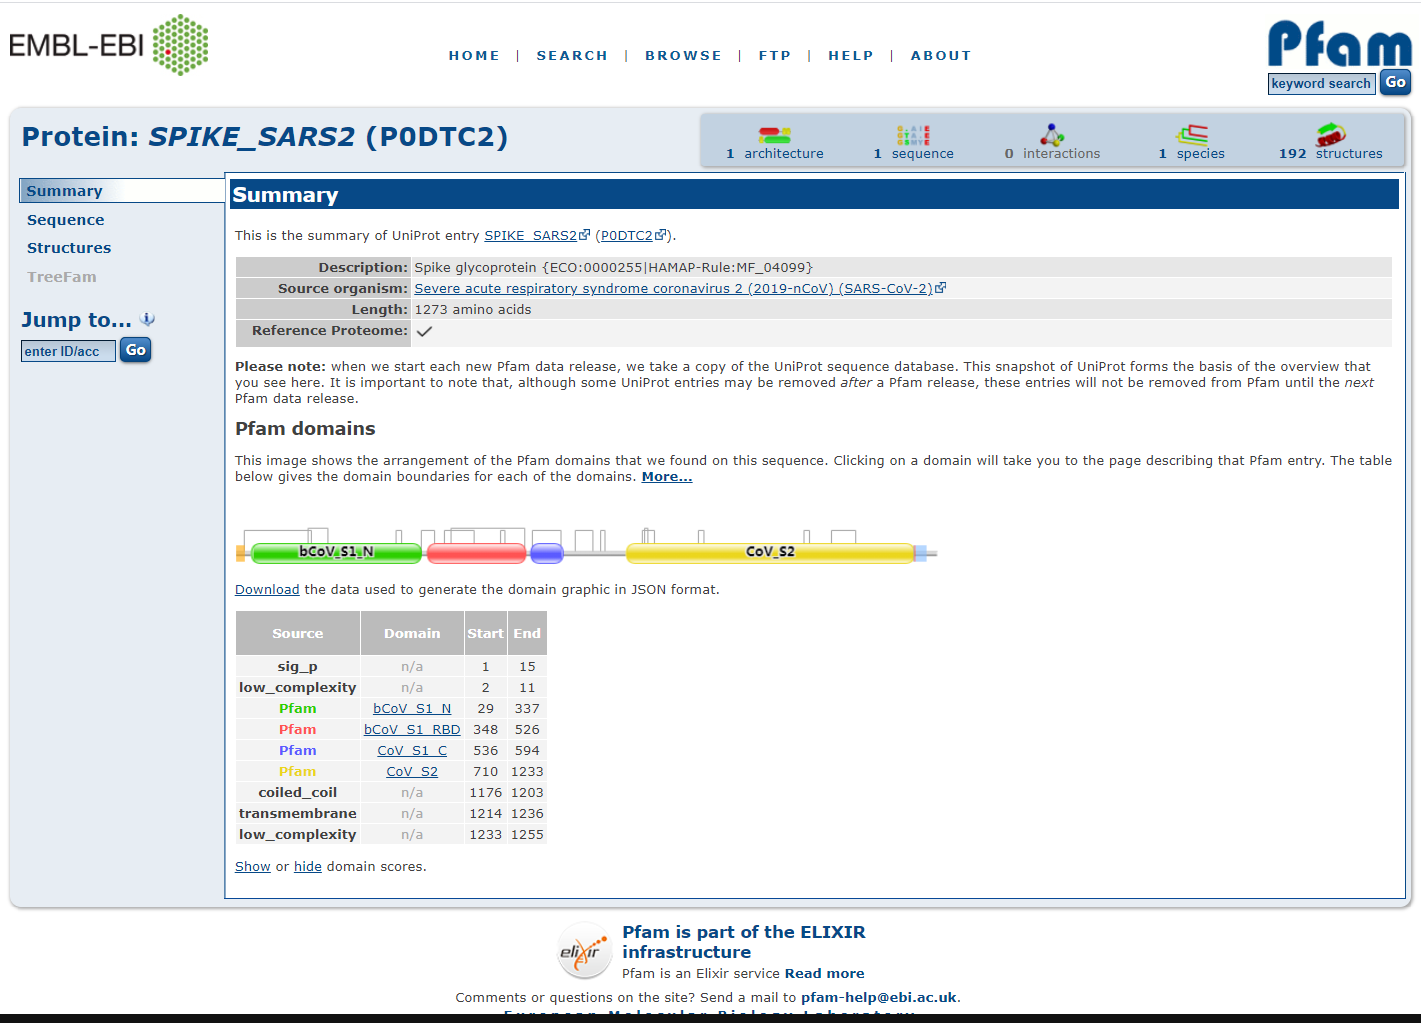 EMBL-EBI
HOME | SEARCH | BROWSE | FTP | HELP | ABOUT
Pfam
keyword search Go
Protein: SPIKE_SARS2 (P0DTC2)
1 architecture 1 sequence 0 interactions 1 species 192 structures
Summary
Sequence
Structures
TreeFam
Jump to... i
enter ID/acc Go
Summary
This is the summary of UniProt entry SPIKE_SARS2 (P0DTC2).
Description: Spike glycoprotein {ECO:0000255|HAMAP-Rule:MF_04099}
Source organism: Severe acute respiratory syndrome coronavirus 2 (2019-nCoV) (SARS-CoV-2)
Length: 1273 amino acids
Reference Proteome:
Please note: when we start each new Pfam data release, we take a copy of the UniProt sequence database. This snapshot of UniProt forms the basis of the overview that
you see here. It is important to note that, although some UniProt entries may be removed after a Pfam release, these entries will not be removed from Pfam until the next
Pfam data release.
Pfam domains
This image shows the arrangement of the Pfam domains that we found on this sequence. Clicking on a domain will take you to the page describing that Pfam entry. The table
below gives the domain boundaries for each of the domains. More...
bCoV_S1_N CoV_S2
Download the data used to generate the domain graphic in JSON format.
Source Domain Start End
sig_p n/a 1 15
low_complexity n/a 2 11
Pfam bCoV_S1_N 29 337
Pfam bCoV_S1_RBD 348 526
Pfam CoV_S1_C 536 594
Pfam CoV_S2 710 1233
coiled_coil n/a 1176 1203
transmembrane n/a 1214 1236
low_complexity n/a 1233 1255
Show or hide domain scores.
elixir
Pfam is part of the ELIXIR
infrastructure
Pfam is an Elixir service Read more
Comments or questions on the site? Send a mail to pfam-help@ebi.ac.uk.
European Molecular Biology Laboratory